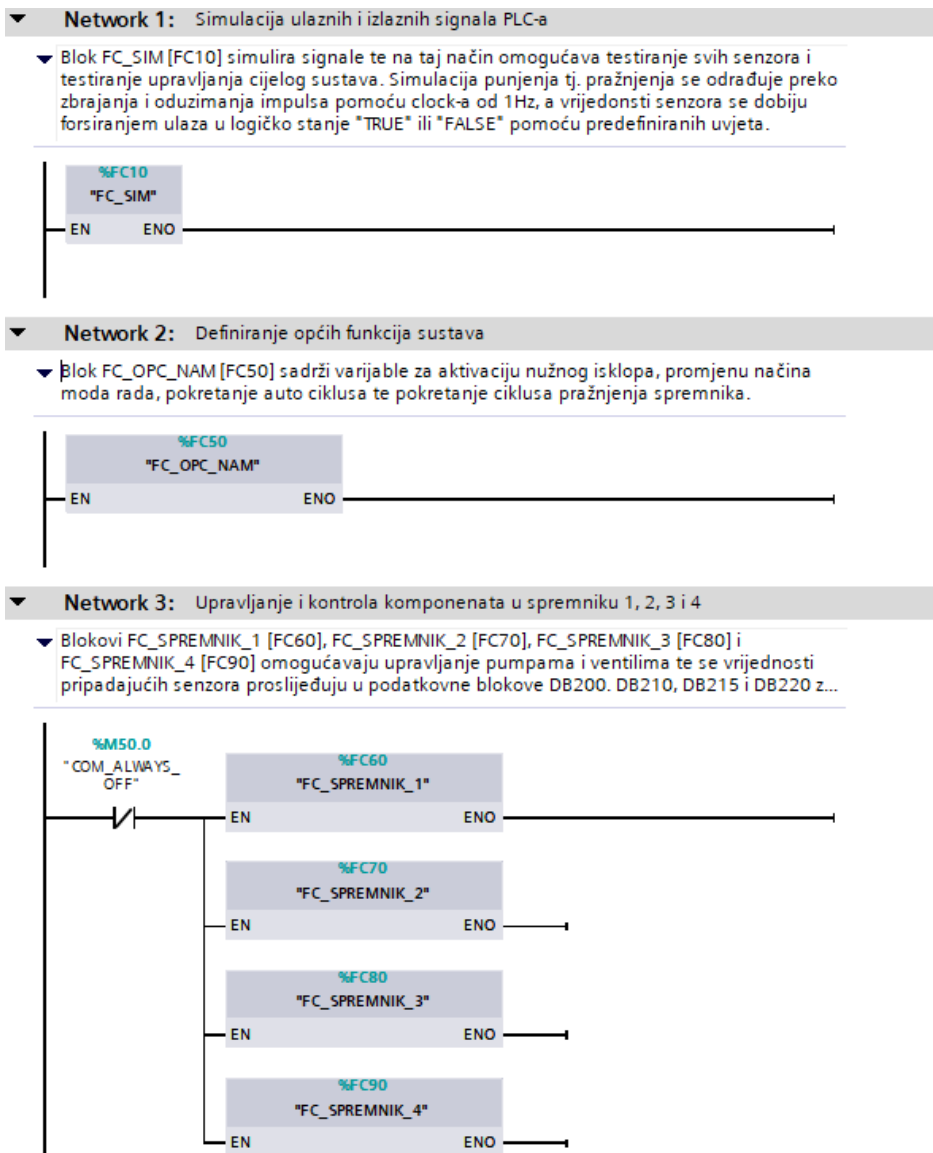 Network 1: Simulacija ulaznih i izlaznih signala PLC-a
Blok FC_SIM [FC10] simulira signale te na taj način omogućava testiranje svih senzora i
testiranje upravljanja cijelog sustava. Simulacija punjenja tj. pražnjenja se odrađuje preko
zbrajanja i oduzimanja impulsa pomoću clock-a od 1Hz, a vrijedonsti senzora se dobiju
forsiranjem ulaza u logičko stanje "TRUE" ili "FALSE" pomoću predefiniranih uvjeta.
%FC10
"FC_SIM"
EN ENO
Network 2: Definiranje općih funkcija sustava
Blok FC_OPC_NAM [FC50] sadrži varijable za aktivaciju nužnog isklopa, promjenu načina
moda rada, pokretanje auto ciklusa te pokretanje ciklusa pražnjenja spremnika.
%FC50
"FC_OPC_NAM"
EN ENO
Network 3: Upravljanje i kontrola komponenata u spremniku 1, 2, 3 i 4
Blokovi FC_SPREMNIK_1 [FC60], FC_SPREMNIK_2 [FC70], FC_SPREMNIK_3 [FC80] i
FC_SPREMNIK_4 [FC90] omogućavaju upravljanje pumpama i ventilima te se vrijednosti
pripadajućih senzora proslijeđuju u podatkovne blokove DB200. DB210, DB215 i DB220 z...
%M50.0
"COM_ALWAYS_
OFF"
%FC60
"FC_SPREMNIK_1"
EN ENO
%FC70
"FC_SPREMNIK_2"
EN ENO
%FC80
"FC_SPREMNIK_3"
EN ENO
%FC90
"FC_SPREMNIK_4"
EN ENO